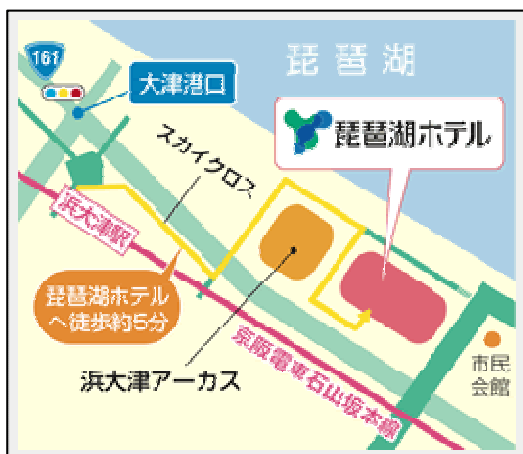 161
琵琶湖
大津港口
琵琶湖ホテル
スカイクロス
浜大津駅
琵琶湖ホテル
へ徒歩約5分
浜大津アーカス
京阪電車石山坂本線
市民
会館